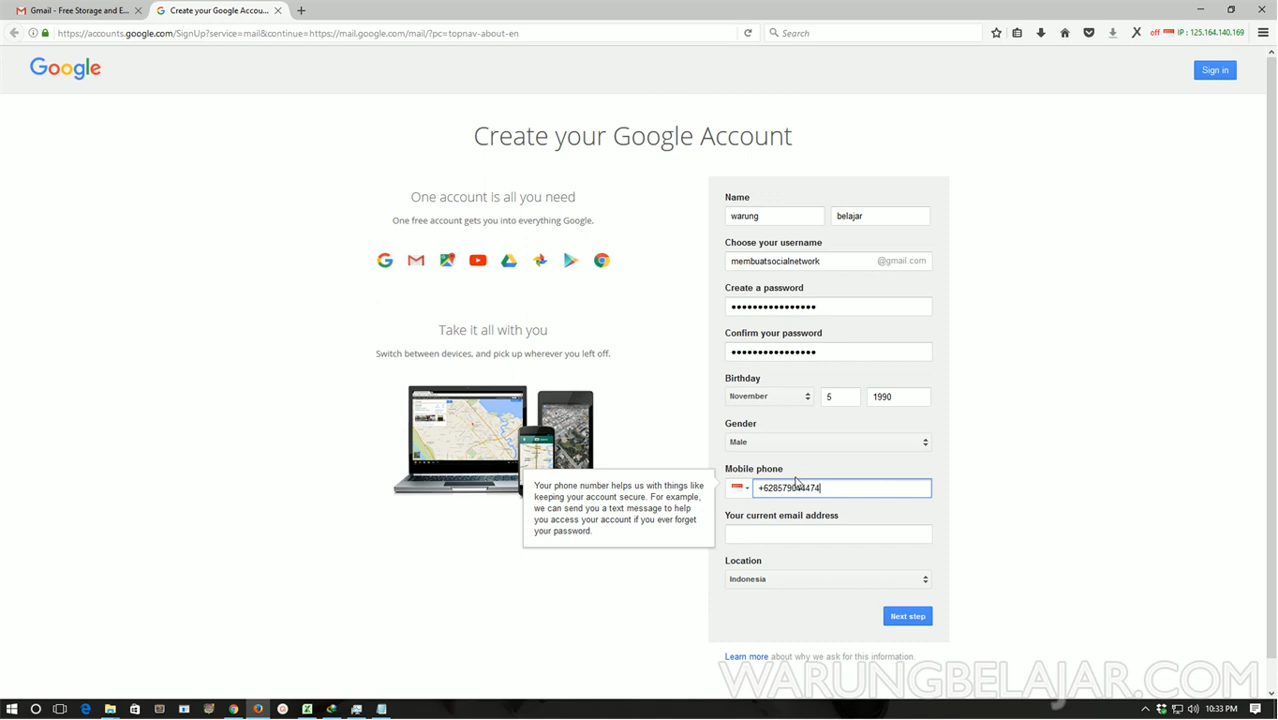 Gmail - Free Storage and E...
Create your Google Accou...
https://accounts.google.com/SignUp?service=mail&continue=https://mail.google.com/mail/?pc=topnav-about-en
Search
off
IP : 125.164.140.169
Google
Sign in
Create your Google Account
One account is all you need
One free account gets you into everything Google.
Take it all with you
Switch between devices, and pick up wherever you left off.
Name
warung
belajar
Choose your username
membuatsocialnetwork
@gmail.com
Create a password
Confirm your password
Birthday
November
5
1990
Gender
Male
Mobile phone
Your phone number helps us with things like
keeping your account secure. For example,
we can send you a text message to help
you access your account if you ever forget
your password.
Your current email address
Location
Indonesia
Next step
Learn more about why we ask for this information.
WARUNGBELAJAR.COM
10:33 PM